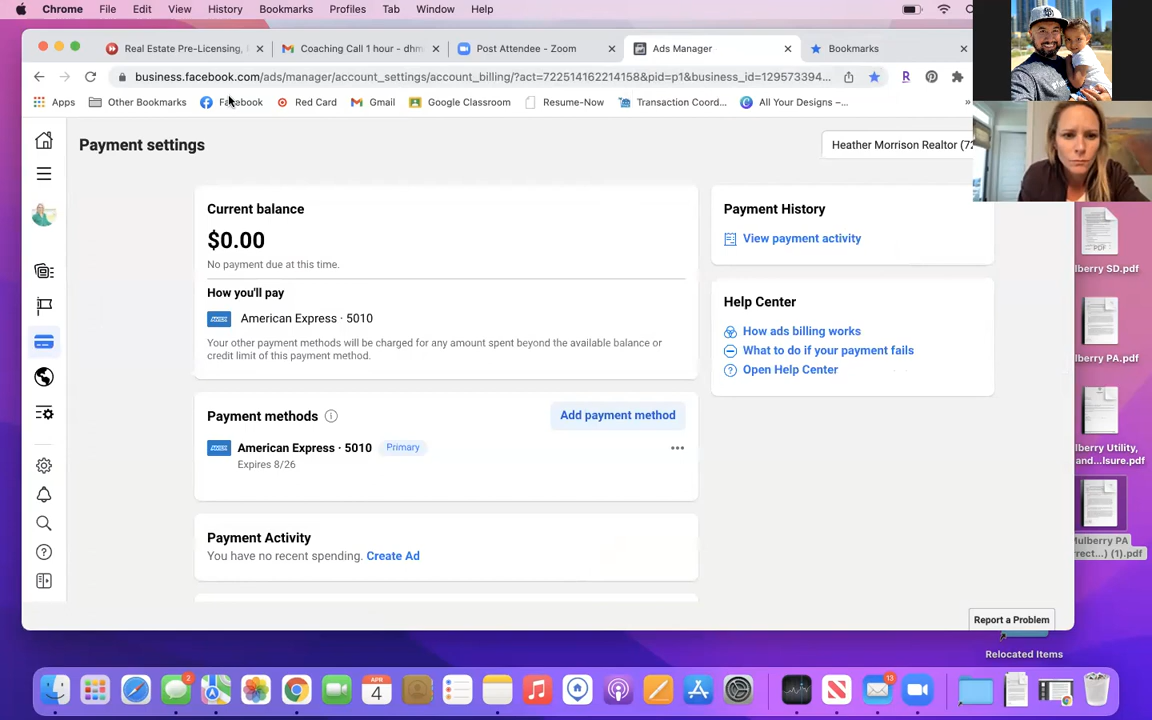 Chrome File Edit View History Bookmarks Profiles Tab Window Help
Real Estate Pre-Licensing,
Coaching Call 1 hour - dhm
Post Attendee - Zoom
Ads Manager
Bookmarks
business.facebook.com/ads/manager/account_settings/account_billing/?act=722514162214158&pid=p1&business_id=129573394...
Apps Other Bookmarks Facebook Red Card Gmail Google Classroom Resume-Now Transaction Coord... All Your Designs –... »
Payment settings
Heather Morrison Realtor (72
Current balance
$0.00
No payment due at this time.
How you'll pay
American Express · 5010
Your other payment methods will be charged for any amount spent beyond the available balance or
credit limit of this payment method.
Payment methods
Add payment method
American Express · 5010 Primary
Expires 8/26
Payment Activity
You have no recent spending. Create Ad
Payment History
View payment activity
Help Center
How ads billing works
What to do if your payment fails
Open Help Center
Report a Problem
lberry SD.pdf
PDF
lberry PA.pdf
lberry Utility,
and...lsure.pdf
Mulberry PA
rrect...) (1).pdf
Relocated Items
2
APR
4
13